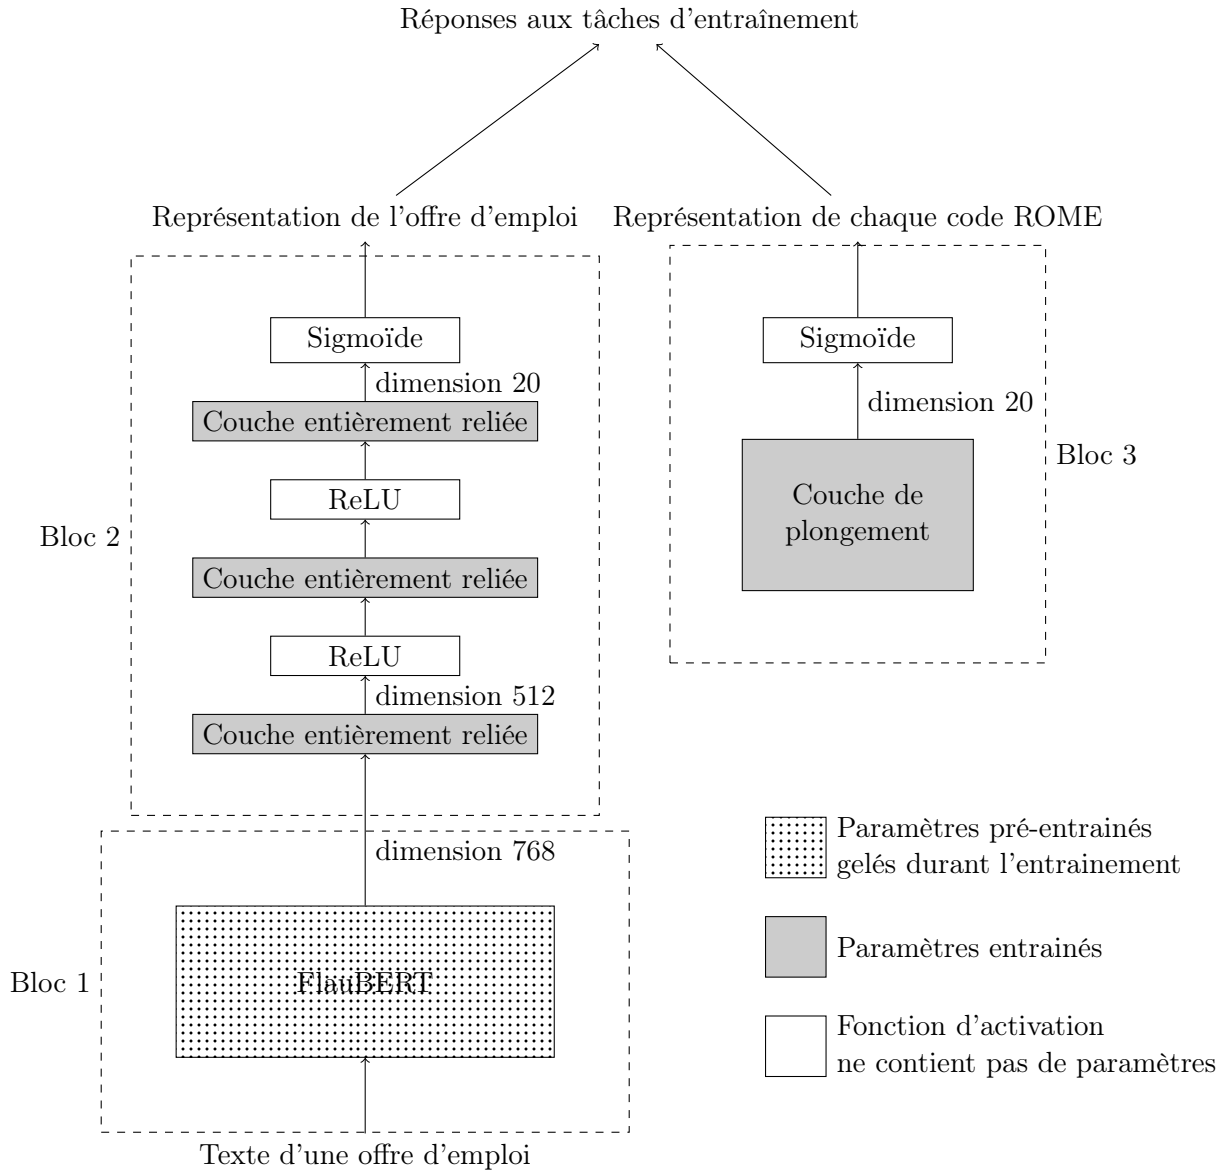 Réponses aux tâches d'entraînement
Représentation de l'offre d'emploi
Représentation de chaque code ROME
Sigmoïde
dimension 20
Couche entièrement reliée
ReLU
Bloc 2
Couche entièrement reliée
ReLU
dimension 512
Couche entièrement reliée
Sigmoïde
dimension 20
Bloc 3
Couche de
plongement
dimension 768
Bloc 1
FlauBERT
Texte d'une offre d'emploi
Paramètres pré-entrainés
gelés durant l'entrainement
Paramètres entrainés
Fonction d'activation
ne contient pas de paramètres